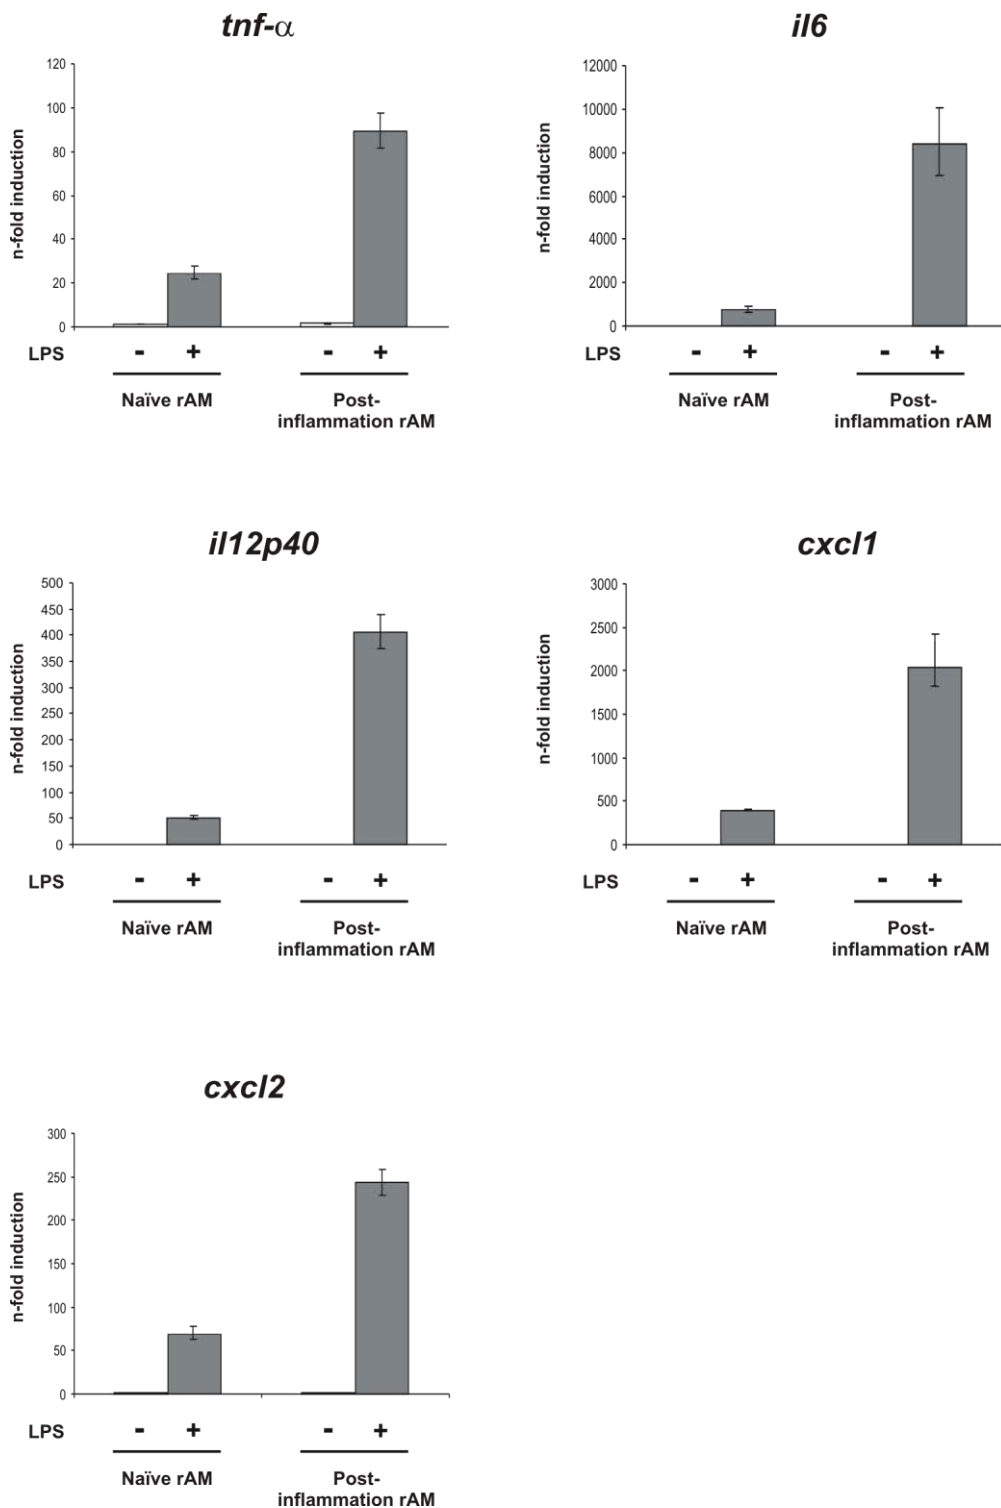 tnf-α
120
100
80
60
40
20
0
n-fold induction
LPS - + - +
Naïve rAM Post-
inflammation rAM
il6
12000
10000
8000
6000
4000
2000
0
n-fold induction
LPS - + - +
Naïve rAM Post-
inflammation rAM
il12p40
500
450
400
350
300
250
200
150
100
50
0
n-fold induction
LPS - + - +
Naïve rAM Post-
inflammation rAM
cxcl1
3000
2500
2000
1500
1000
500
0
n-fold induction
LPS - + - +
Naïve rAM Post-
inflammation rAM
cxcl2
300
250
200
150
100
50
0
n-fold induction
LPS - + - +
Naïve rAM Post-
inflammation rAM